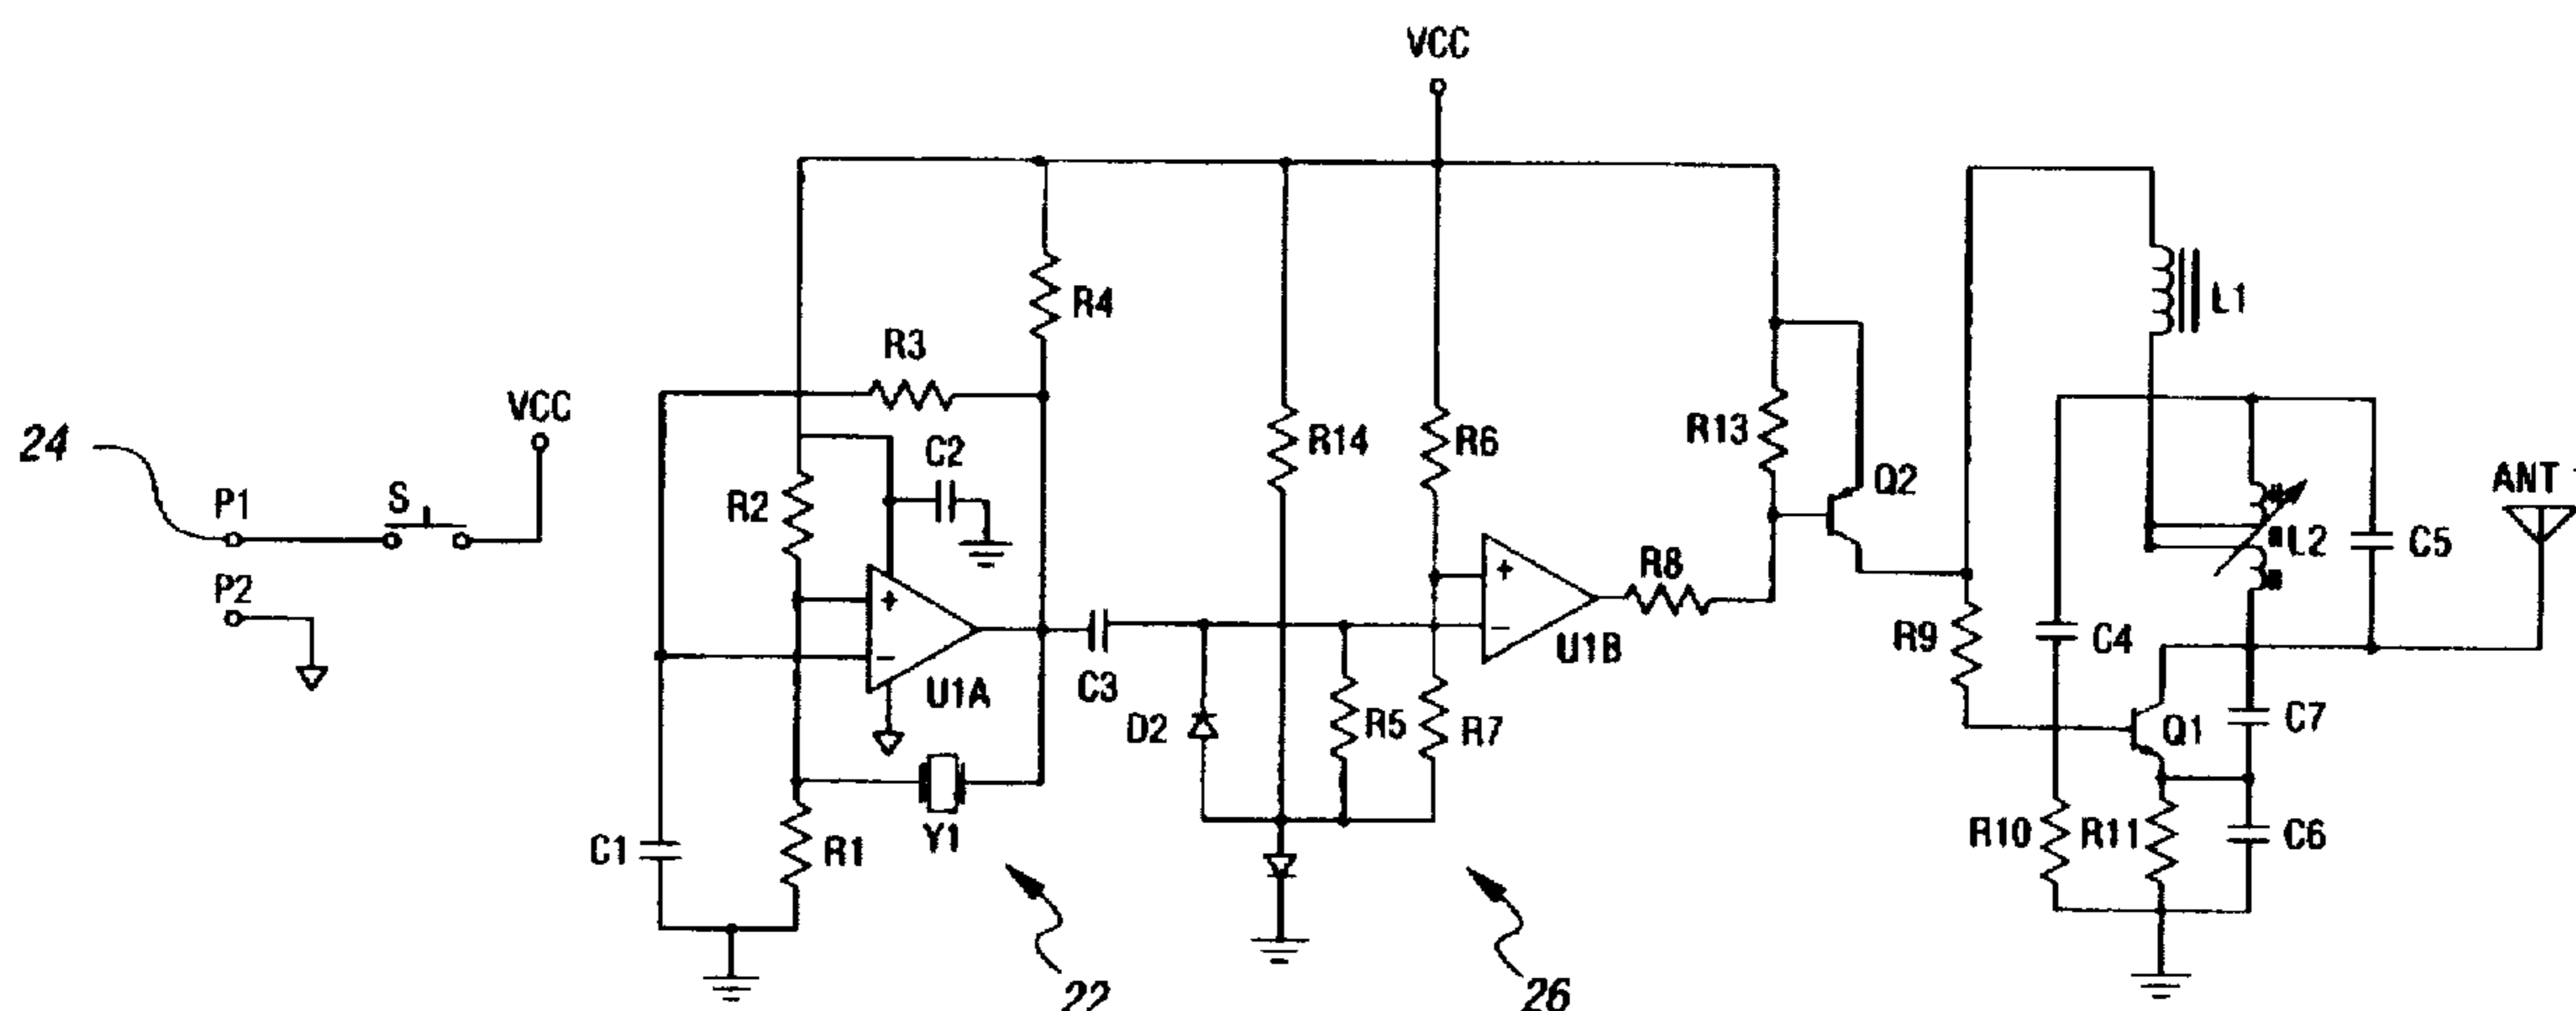 VCC
R4
R3
VCC
24
P1
S
C2
R2
R14
R6
R13
Q2
L1
ANT
P2
+
-
U1A
C3
+
-
U1B
R8
R9
C4
L2
C5
D2
R5
R7
Q1
C7
C1
R1
Y1
R10
R11
C6
22
26